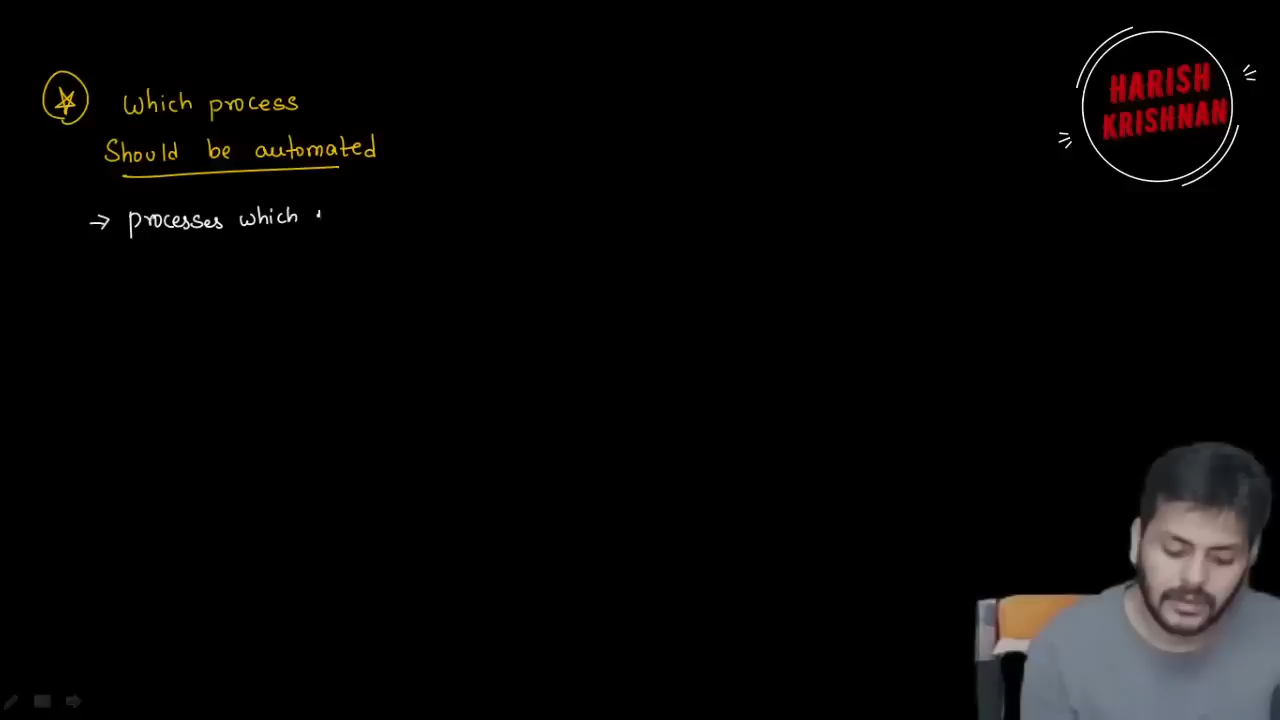 Which process
Should be automated
→ processes which
HARISH
KRISHNAN